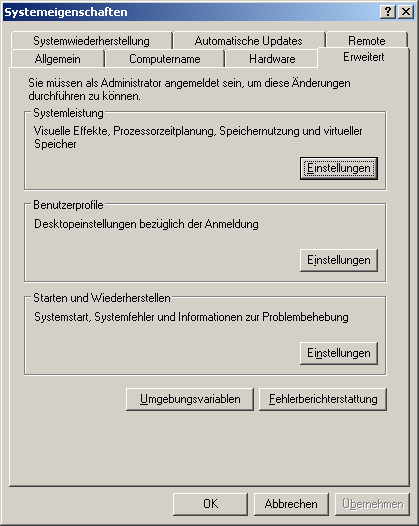 Systemeigenschaften
Systemwiederherstellung Automatische Updates Remote
Allgemein Computername Hardware Erweitert
Sie müssen als Administrator angemeldet sein, um diese Änderungen
durchführen zu können.
Systemleistung
Visuelle Effekte, Prozessorzeitplanung, Speichernutzung und virtueller
Speicher
Einstellungen
Benutzerprofile
Desktopeinstellungen bezüglich der Anmeldung
Einstellungen
Starten und Wiederherstellen
Systemstart, Systemfehler und Informationen zur Problembehebung
Einstellungen
Umgebungsvariablen Fehlerberichterstattung
OK Abbrechen Übernehmen